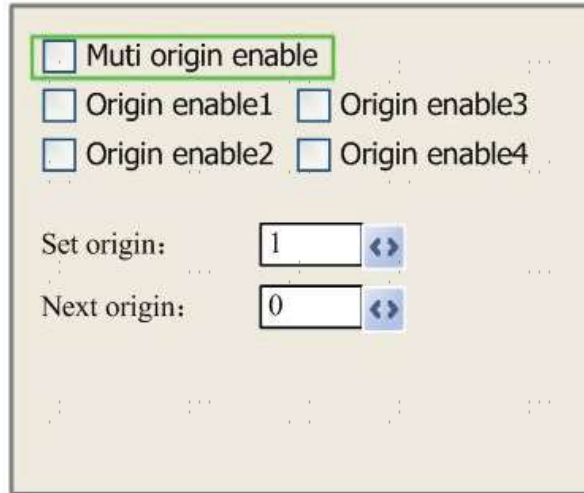 Muti origin enable
Origin enable1 Origin enable3
Origin enable2 Origin enable4
Set origin: 1
Next origin: 0